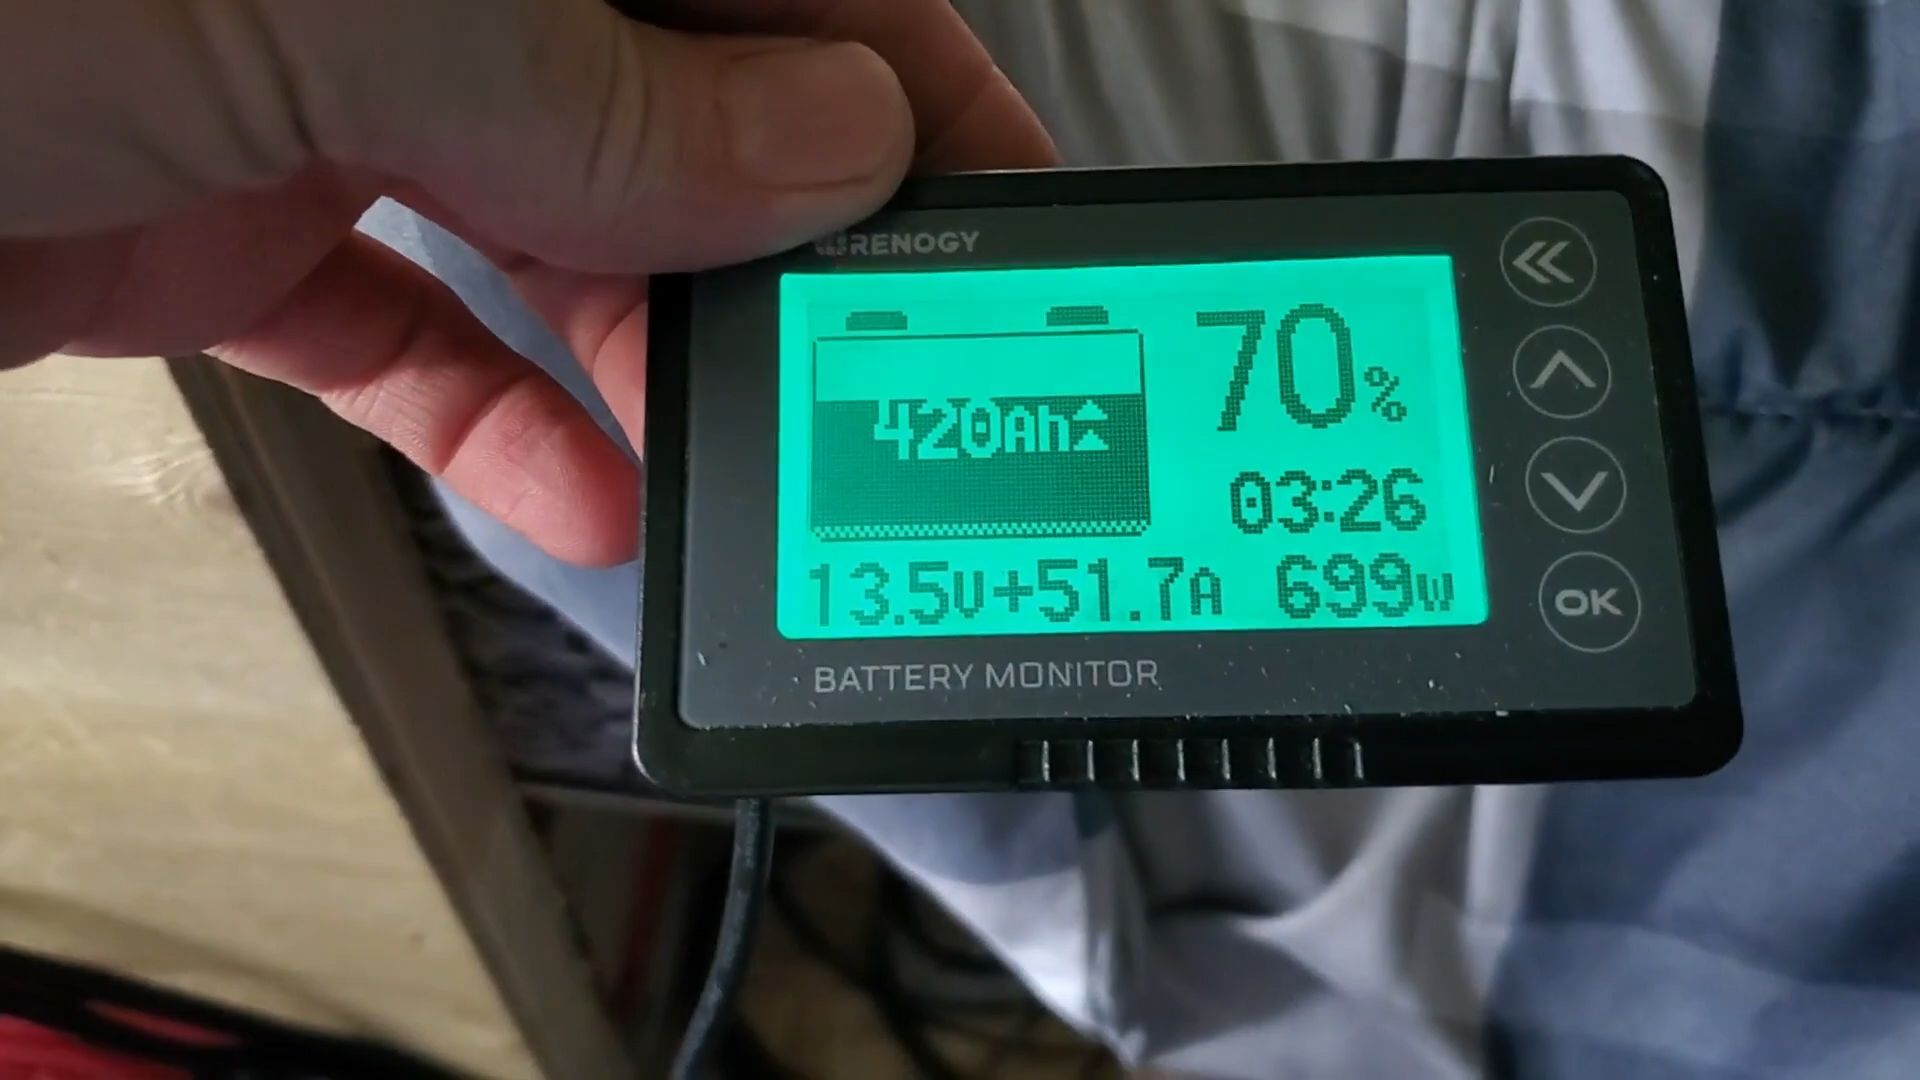 RENOGY
420Ah
70%
03:26
13.5V+51.7A 699W
BATTERY MONITOR
OK